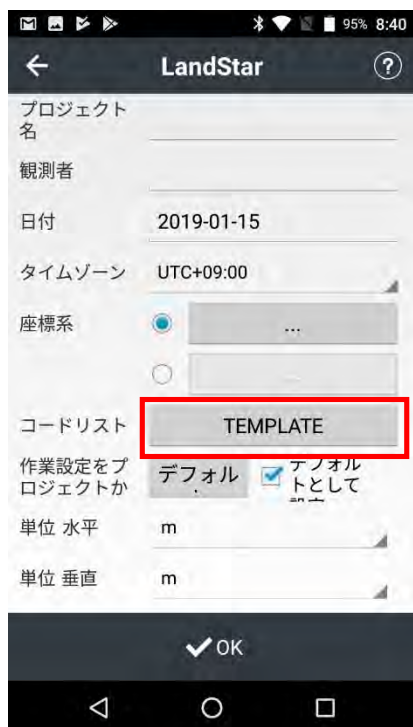 95% 8:40
LandStar
?
プロジェクト
名
観測者
日付 2019-01-15
タイムゾーン UTC+09:00
座標系 ...
コードリスト TEMPLATE
作業設定をプ
ロジェクトか
デフォル
デフォル
トとして
単位 水平 m
単位 垂直 m
OK